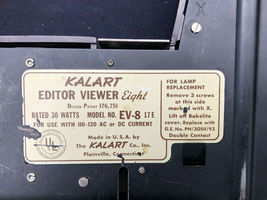 KALART
EDITOR VIEWER Eight
DESIGN PATENT 176,751
RATED 30 WATTS MODEL NO. EV-8 17E
FOR USE WITH 110-120 AC or DC CURRENT
UL
Made in U.S.A. by
The KALART Co., Inc.
Plainville, Connecticut
FOR LAMP
REPLACEMENT
Remove 3 screws
at this side
marked with X.
Lift off Bakelite
cover. Replace with
G.E. No. PH/30S11/93
Double Contact